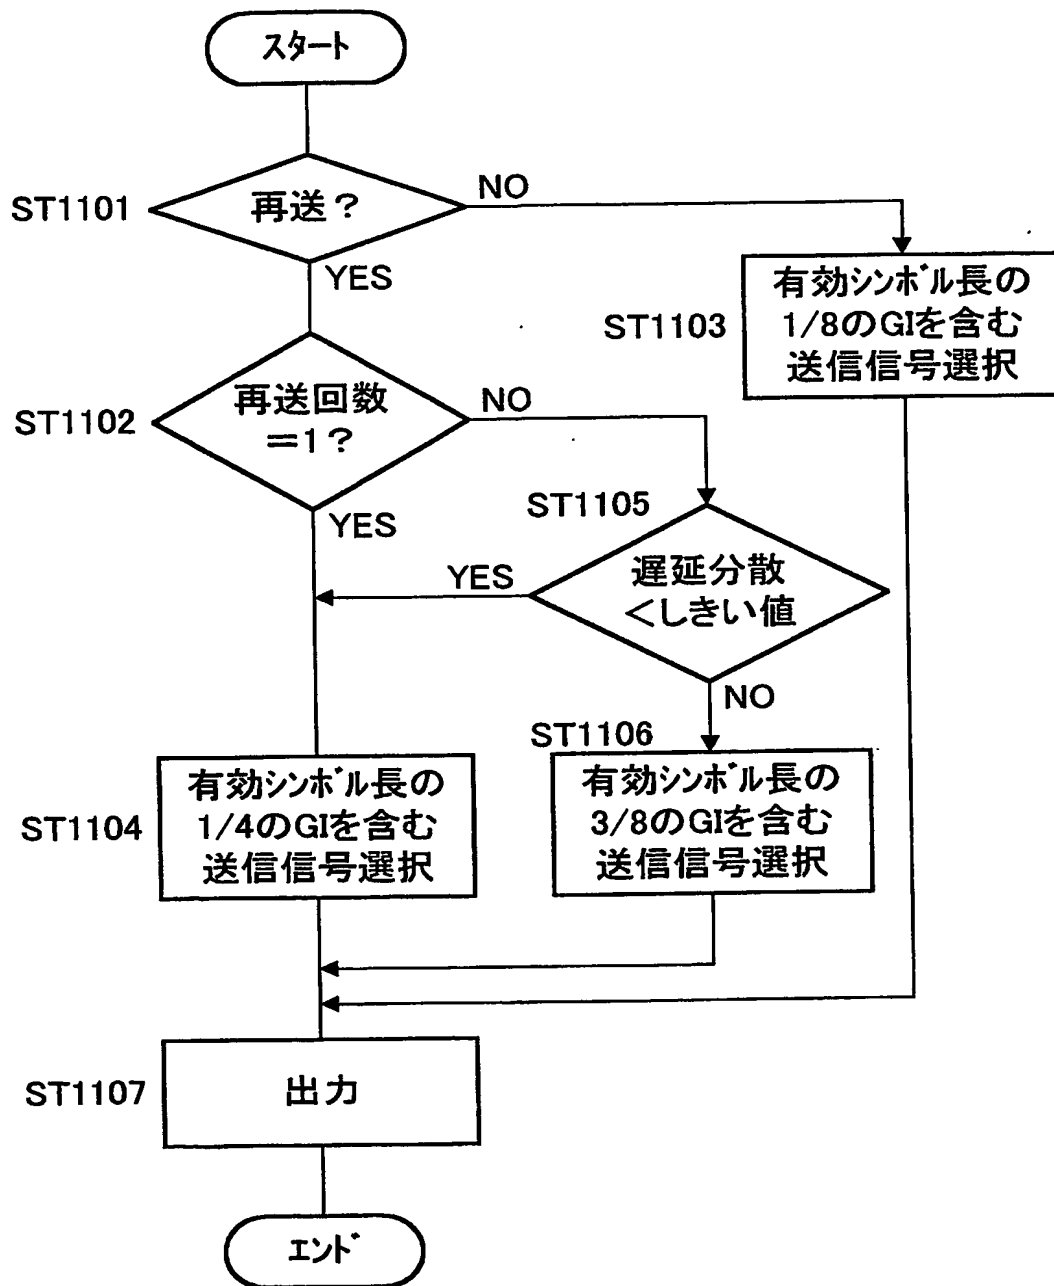 スタート
ST1101
再送?
NO
YES
ST1103
有効シンボル長の
1/8のGIを含む
送信信号選択
ST1102
再送回数
=1?
NO
YES
ST1105
遅延分散
<しきい値
YES
NO
ST1106
有効シンボル長の
3/8のGIを含む
送信信号選択
ST1104
有効シンボル長の
1/4のGIを含む
送信信号選択
ST1107
出力
エンド